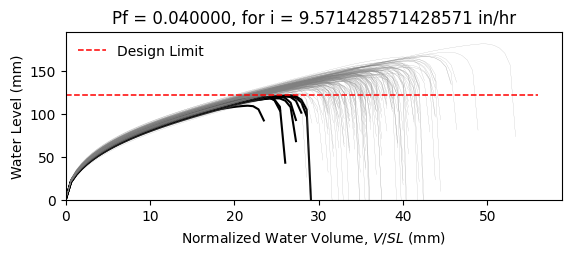 Pf = 0.040000, for i = 9.571428571428571 in/hr
Design Limit
Water Level (mm)
150
100
50
0
0 10 20 30 40 50
Normalized Water Volume, V/SL (mm)